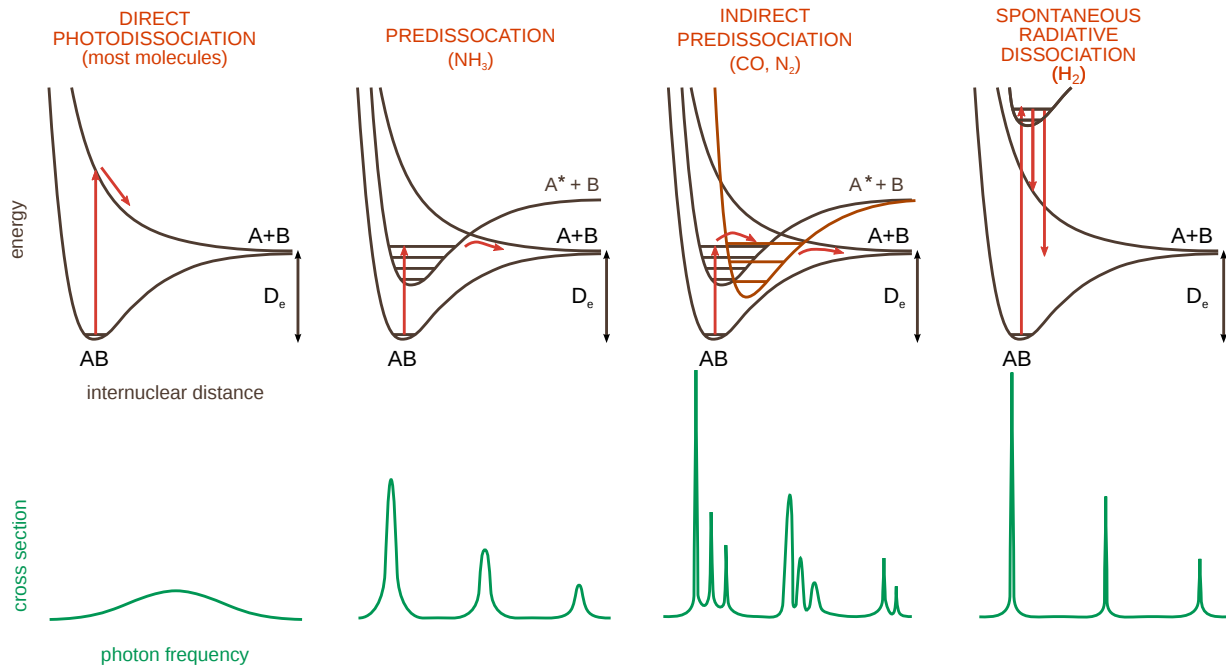 DIRECT
PHOTODISSOCIATION
(most molecules)
PREDISSOCATION
(NH₃)
INDIRECT
PREDISSOCIATION
(CO, N₂)
SPONTANEOUS
RADIATIVE
DISSOCIATION
(H₂)
energy
A+B
Dₑ
AB
A* + B
A+B
Dₑ
AB
A* + B
A+B
Dₑ
AB
A+B
Dₑ
AB
internuclear distance
cross section
photon frequency